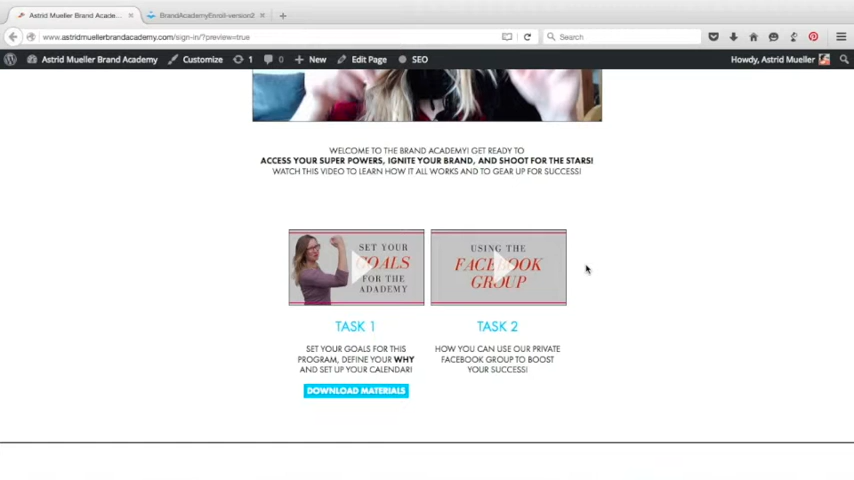 Astrid Mueller Brand Acade...
BrandAcademyEnroll-version2
www.astridmuellerbrandacademy.com/sign-in/?preview=true
Search
Astrid Mueller Brand Academy
Customize
1
0
New
Edit Page
SEO
Howdy, Astrid Mueller
WELCOME TO THE BRAND ACADEMY! GET READY TO
ACCESS YOUR SUPER POWERS, IGNITE YOUR BRAND, AND SHOOT FOR THE STARS!
WATCH THIS VIDEO TO LEARN HOW IT ALL WORKS AND TO GEAR UP FOR SUCCESS!
SET YOUR
GOALS
FOR THE
ADADEMY
USING THE
FACEBOOK
GROUP
TASK 1
SET YOUR GOALS FOR THIS
PROGRAM, DEFINE YOUR WHY
AND SET UP YOUR CALENDAR!
DOWNLOAD MATERIALS
TASK 2
HOW YOU CAN USE OUR PRIVATE
FACEBOOK GROUP TO BOOST
YOUR SUCCESS!